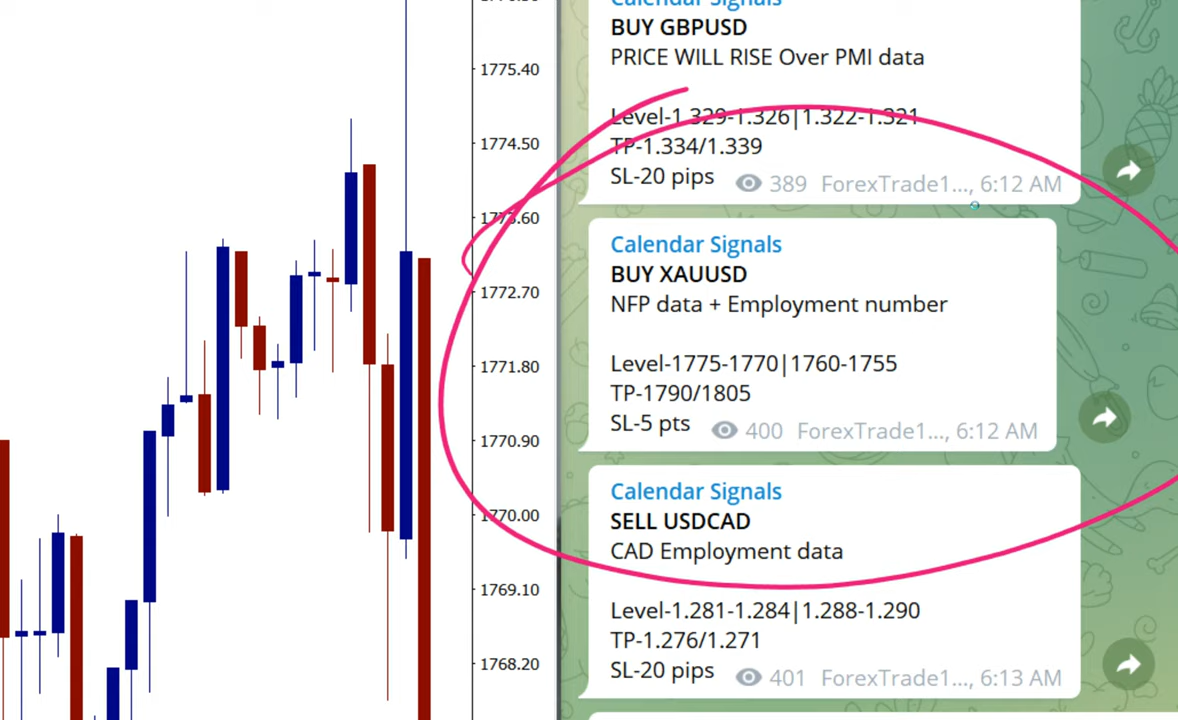 1775.40
1774.50
1772.70
1771.80
1770.90
1770.00
1769.10
1768.20
Calendar Signals
BUY GBPUSD
PRICE WILL RISE Over PMI data
Level-1.329-1.326|1.322-1.321
TP-1.334/1.339
SL-20 pips 389 ForexTrade1..., 6:12 AM
Calendar Signals
BUY XAUUSD
NFP data + Employment number
Level-1775-1770|1760-1755
TP-1790/1805
SL-5 pts 400 ForexTrade1..., 6:12 AM
Calendar Signals
SELL USDCAD
CAD Employment data
Level-1.281-1.284|1.288-1.290
TP-1.276/1.271
SL-20 pips 401 ForexTrade1..., 6:13 AM